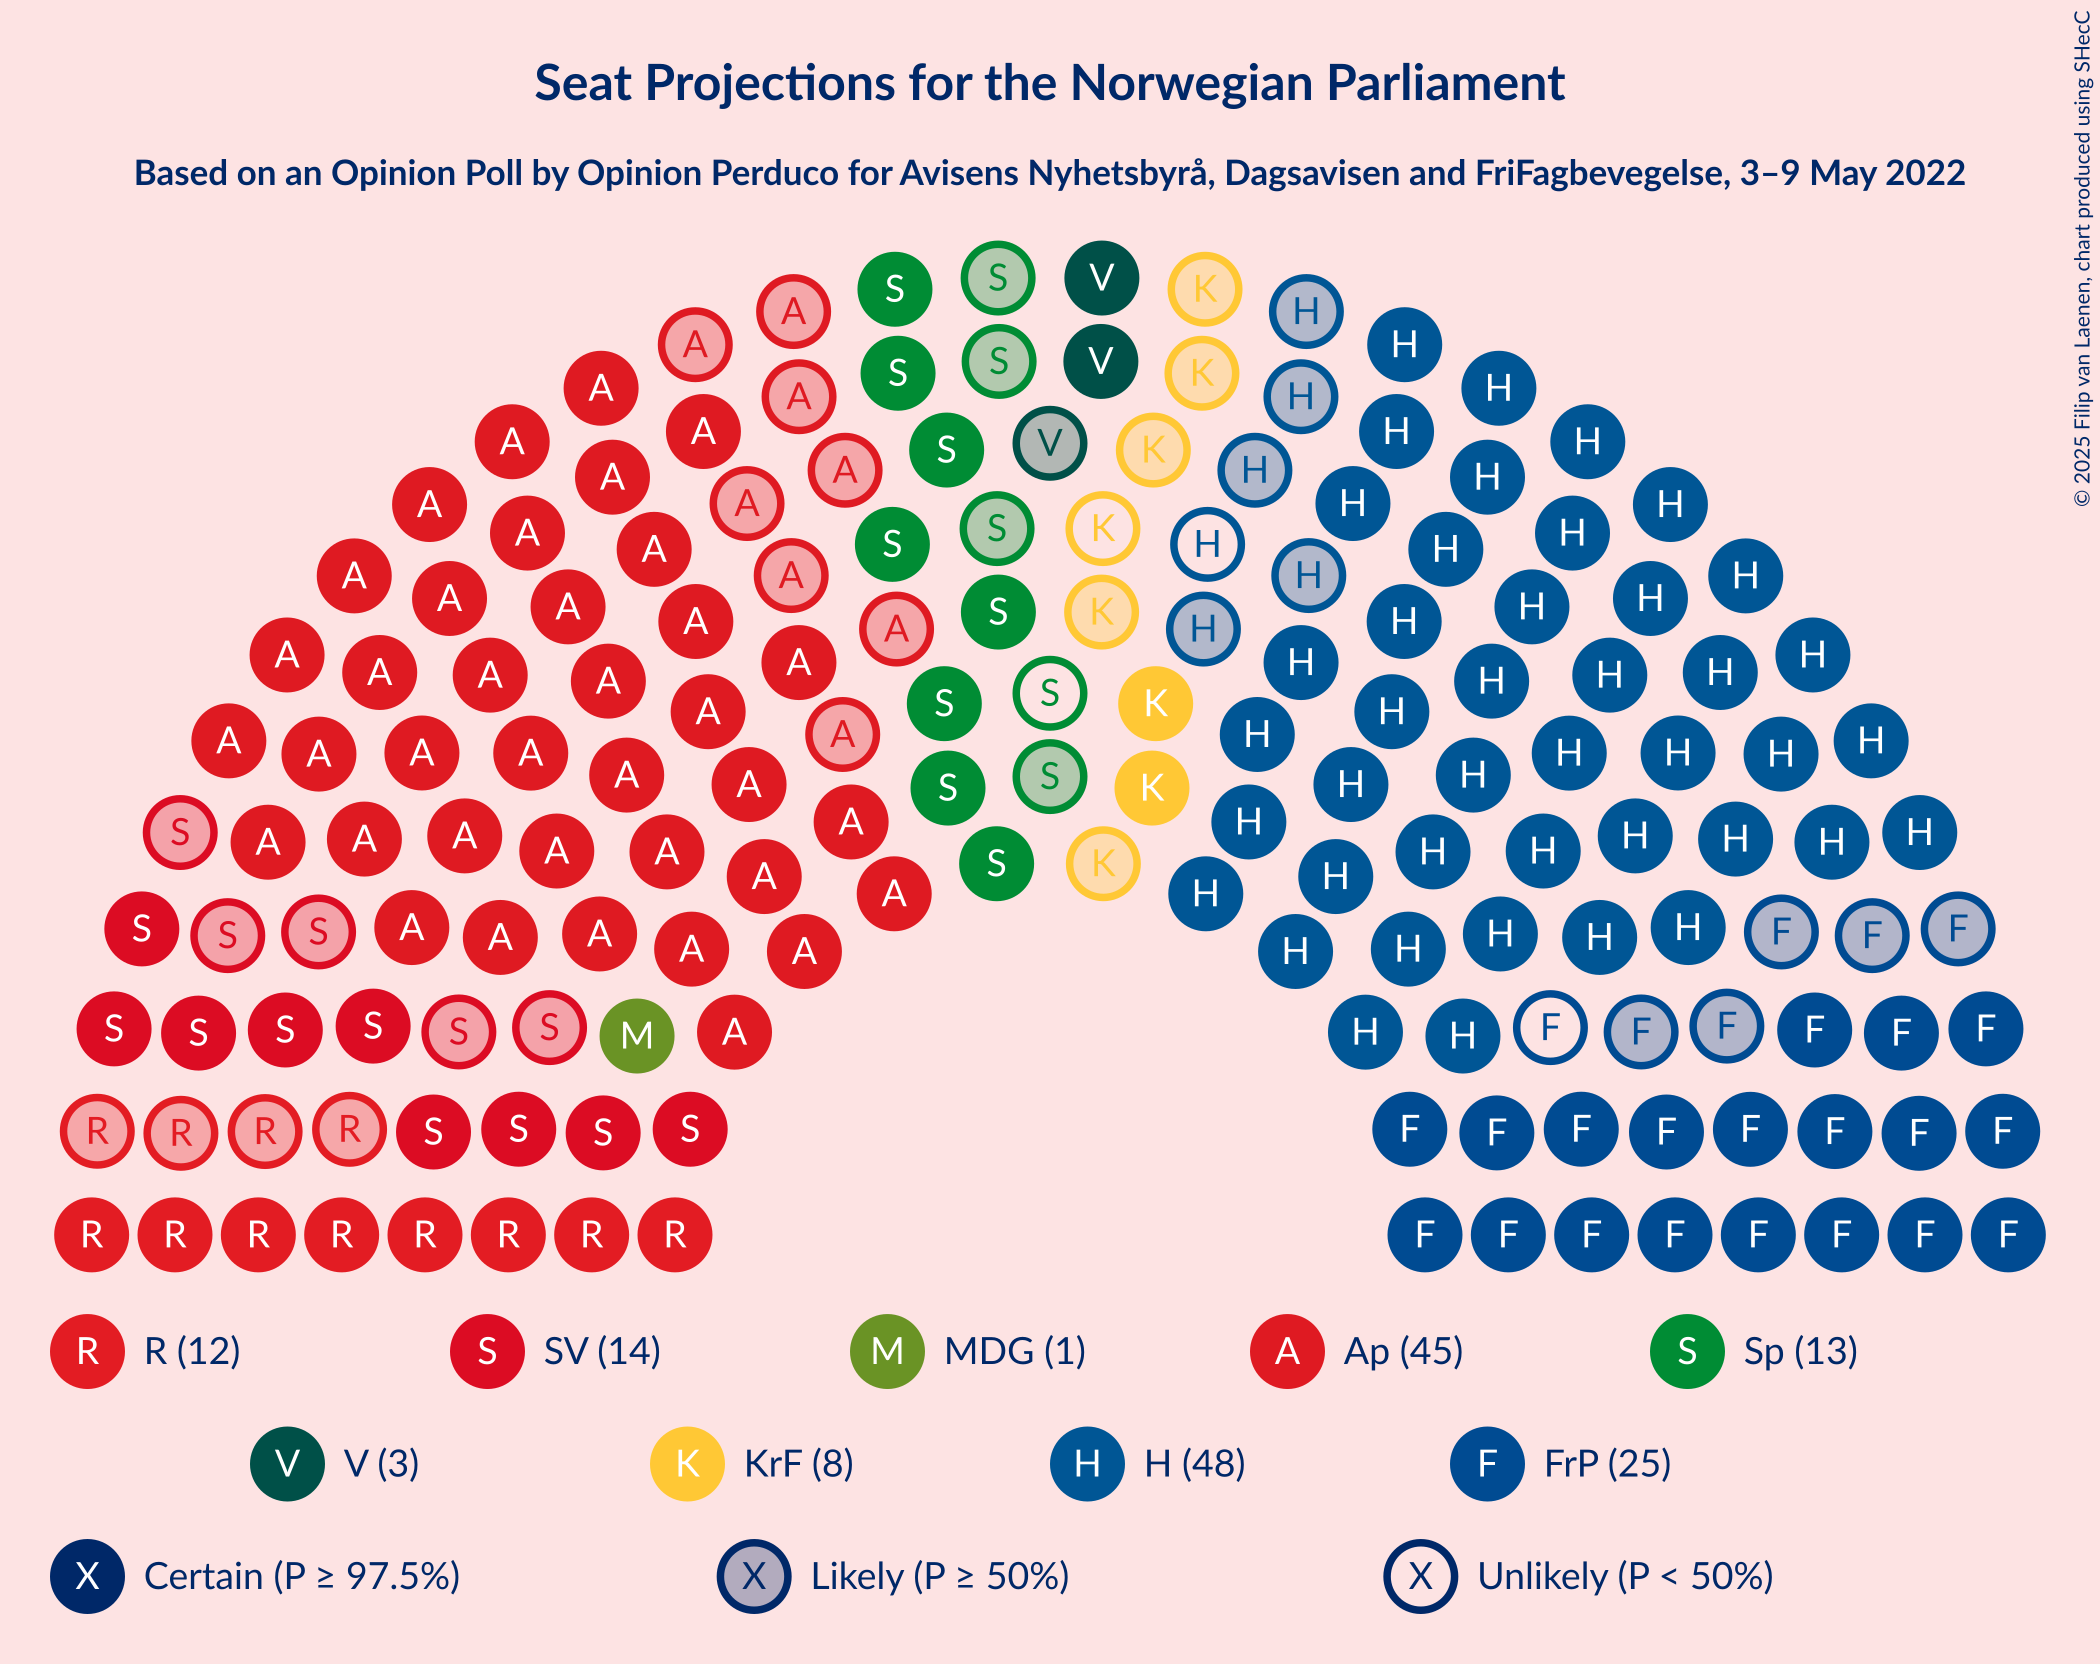 Seat Projections for the Norwegian Parliament
Based on an Opinion Poll by Opinion Perduco for Avisens Nyhetsbyrå, Dagsavisen and FriFagbevegelse, 3–9 May 2022
© 2025 Filip van Laenen, chart produced using SHecC
S S V K
A H
A H
S S V K
A H
A H
A H
A H
S V K
A H
A H
A H
A H
A H
S S K H
A H
A H
A H
A H
A S K H
A H
A H
A H
A H
A H
S S K
A H
A H
A H
A H
A H
S S K
A H
A H
A H
A H
A H
S A A A A A A A S K H H H H H H H H
S S S A A A A A H H H H H F F F
S S S S S S M A H H F F F F F F
R R R R S S S S F F F F F F F F
R R R R R R R R F F F F F F F F
R R (12) S SV (14) M MDG (1) A Ap (45) S Sp (13)
V V (3) K KrF (8) H H (48) F FrP (25)
X Certain (P ≥ 97.5%) X Likely (P ≥ 50%) X Unlikely (P < 50%)